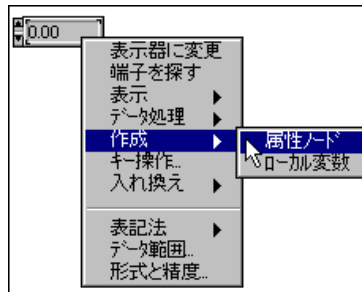 0.00
表示器に変更
端子を探す
表示
データ処理
作成
属性ノード
キー操作...
ローカル変数
入れ換え
表記法
データ範囲...
形式と精度...